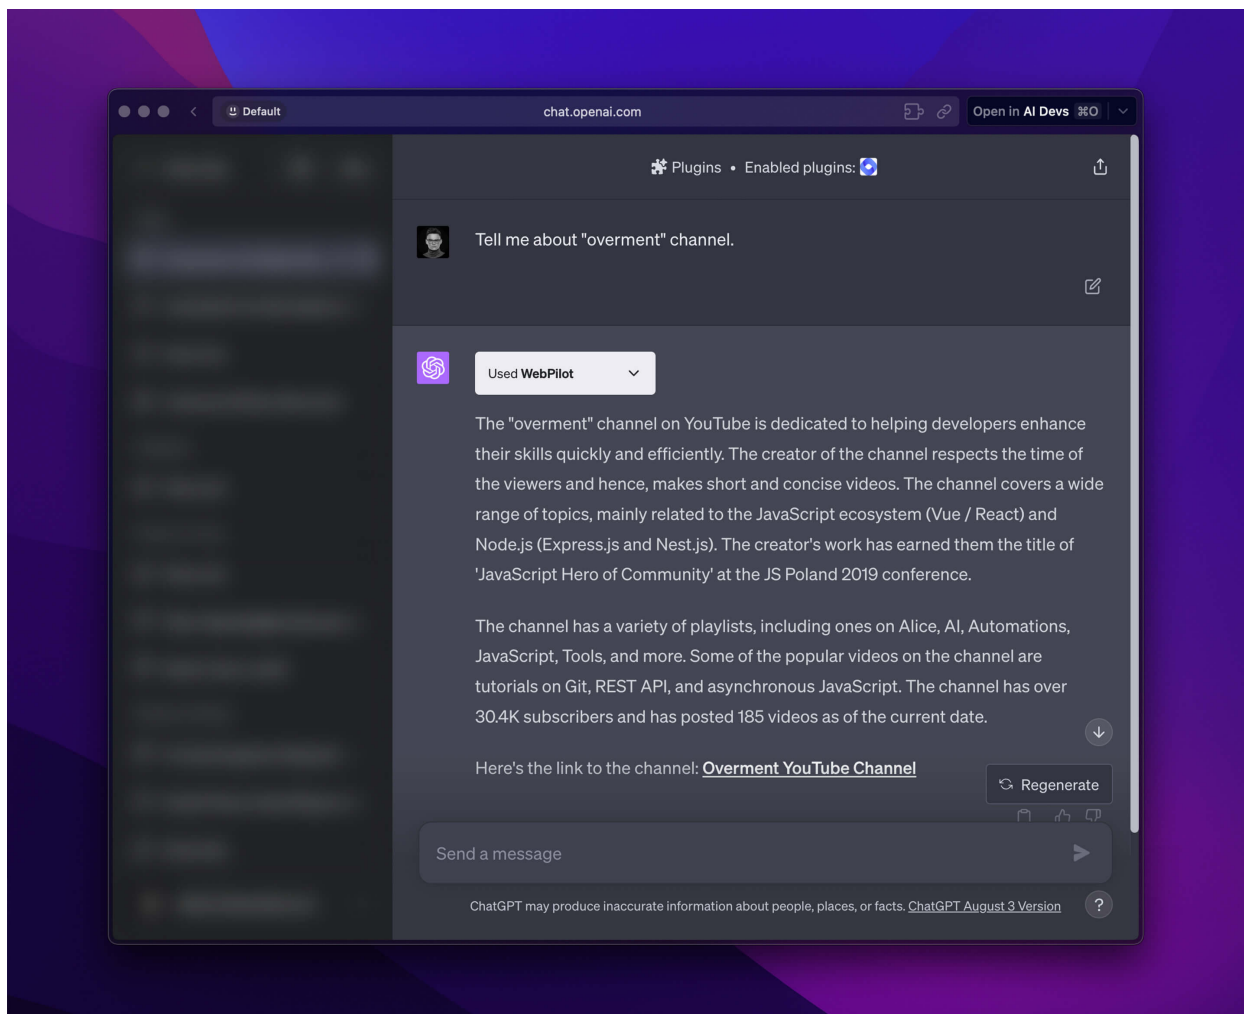 Default
chat.openai.com
Open in AI Devs ⌘O
Plugins • Enabled plugins:
Tell me about "overment" channel.
Used WebPilot
The "overment" channel on YouTube is dedicated to helping developers enhance
their skills quickly and efficiently. The creator of the channel respects the time of
the viewers and hence, makes short and concise videos. The channel covers a wide
range of topics, mainly related to the JavaScript ecosystem (Vue / React) and
Node.js (Express.js and Nest.js). The creator's work has earned them the title of
'JavaScript Hero of Community' at the JS Poland 2019 conference.
The channel has a variety of playlists, including ones on Alice, AI, Automations,
JavaScript, Tools, and more. Some of the popular videos on the channel are
tutorials on Git, REST API, and asynchronous JavaScript. The channel has over
30.4K subscribers and has posted 185 videos as of the current date.
Here's the link to the channel: Overment YouTube Channel
Regenerate
Send a message
ChatGPT may produce inaccurate information about people, places, or facts. ChatGPT August 3 Version
?